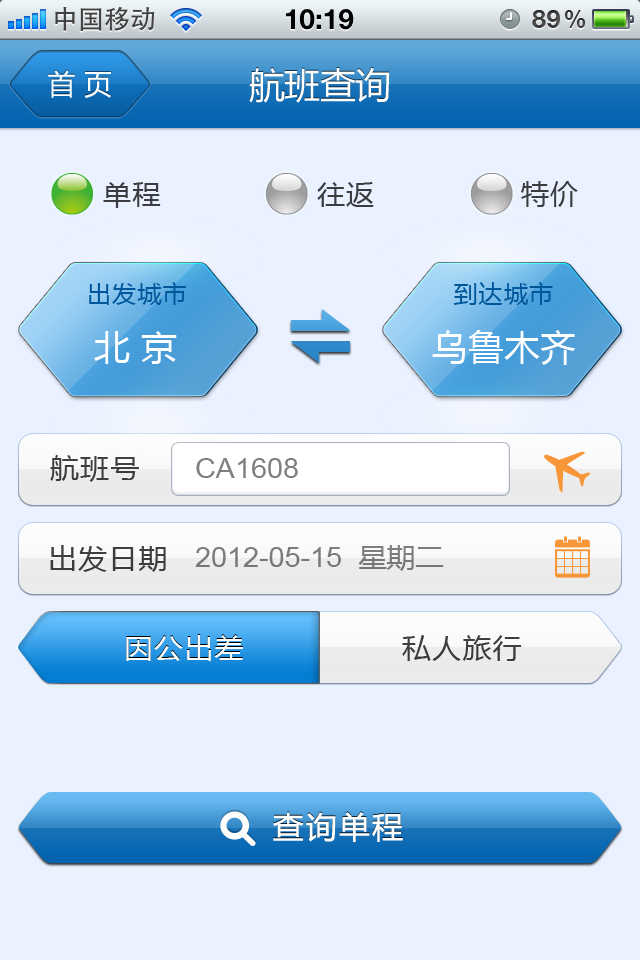 中国移动 10:19 89%
首页 航班查询
单程 往返 特价
出发城市 到达城市
北京 乌鲁木齐
航班号 CA1608
出发日期 2012-05-15 星期二
因公出差 私人旅行
查询单程